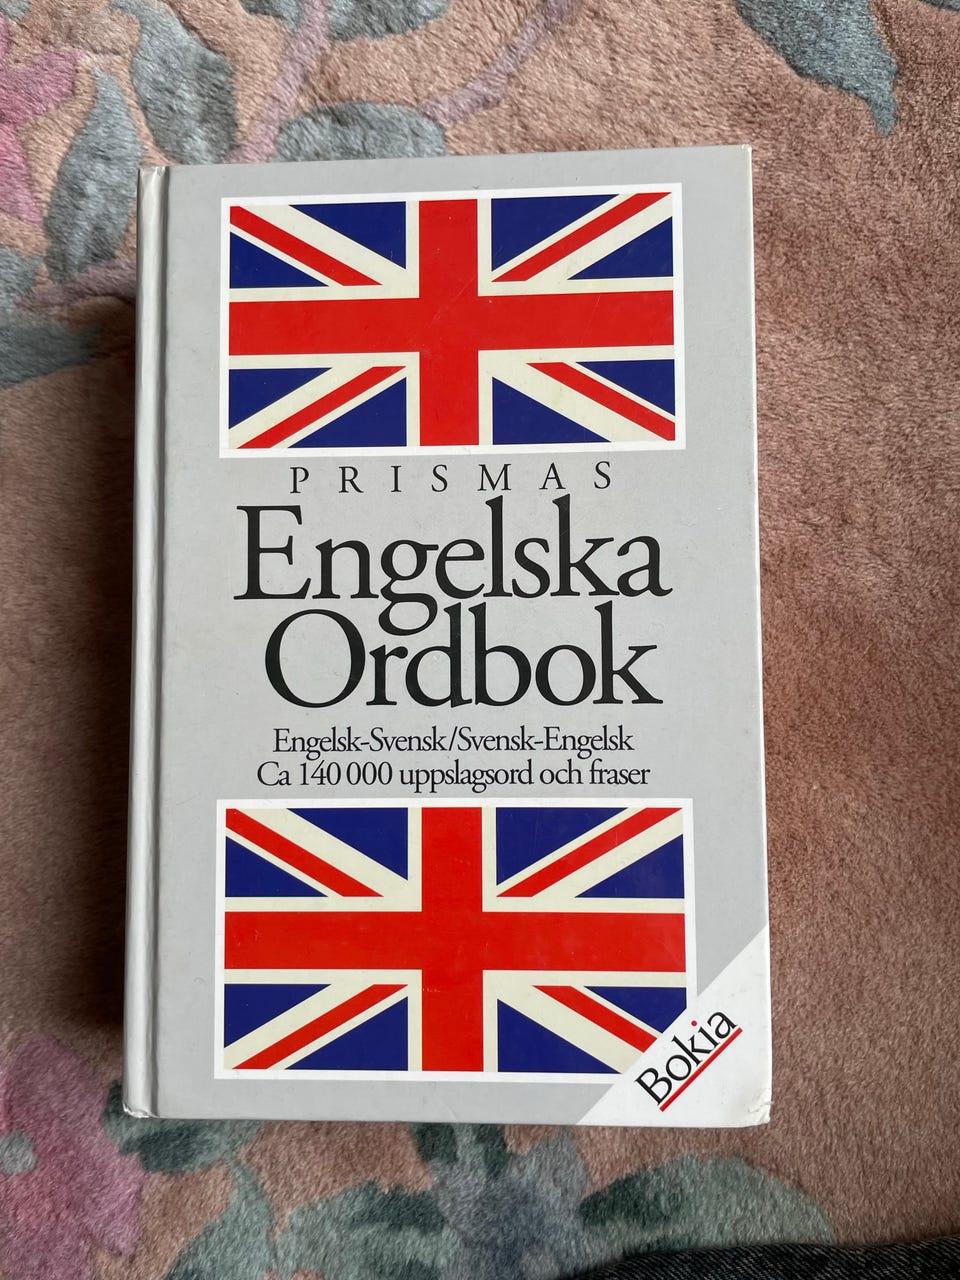 PRISMAS
Engelska
Ordbok
Engelsk-Svensk/Svensk-Engelsk
Ca 140 000 uppslagsord och fraser
Bokia